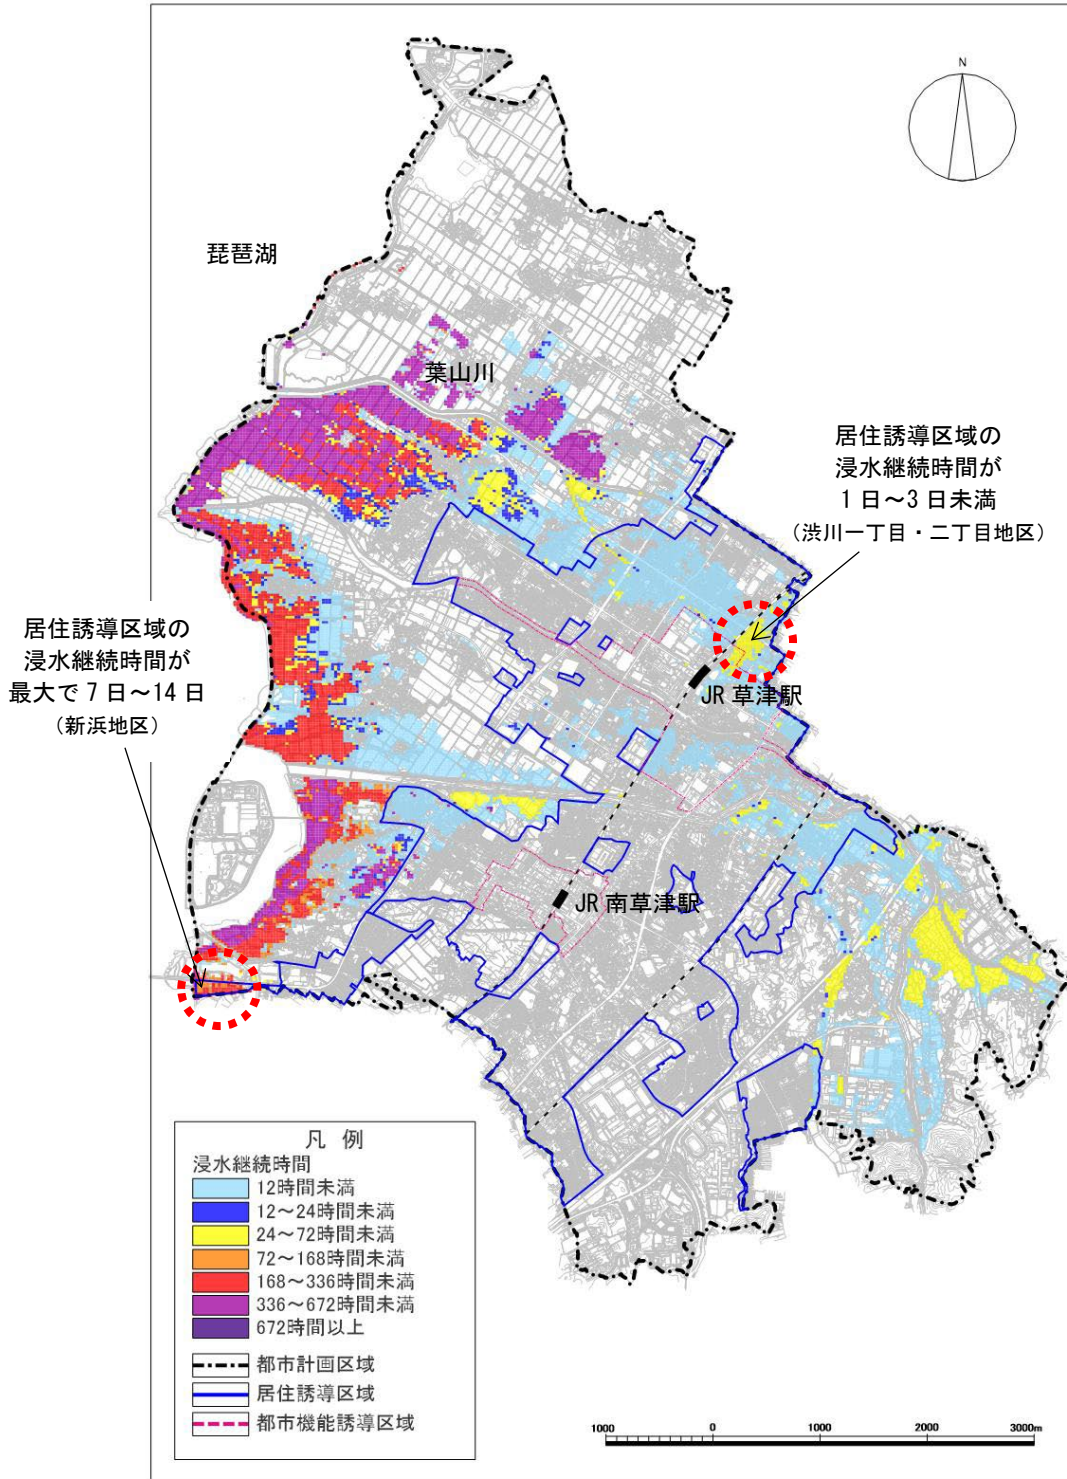 N
琵琶湖
葉山川
居住誘導区域の
浸水継続時間が
1日～3日未満
（渋川一丁目・二丁目地区）
居住誘導区域の
浸水継続時間が
最大で7日～14日
（新浜地区）
JR草津駅
JR南草津駅
凡 例
浸水継続時間
12時間未満
12～24時間未満
24～72時間未満
72～168時間未満
168～336時間未満
336～672時間未満
672時間以上
都市計画区域
居住誘導区域
都市機能誘導区域
1000 0 1000 2000 3000m